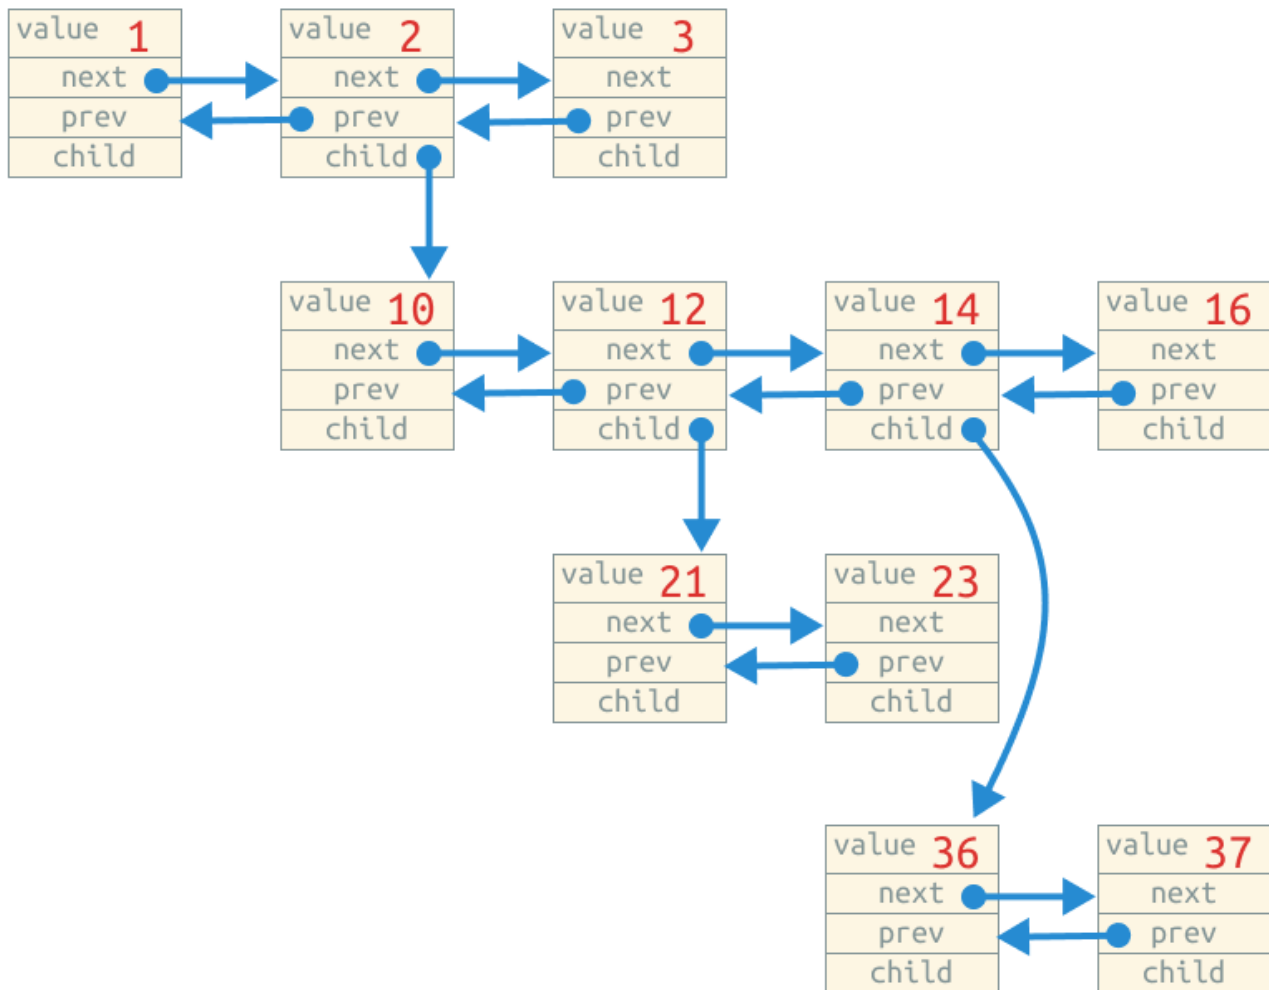 value 1 value 2 value 3
next next next
prev prev prev
child child child
value 10 value 12 value 14 value 16
next next next next
prev prev prev prev
child child child child
value 21 value 23
next next
prev prev
child child
value 36 value 37
next next
prev prev
child child